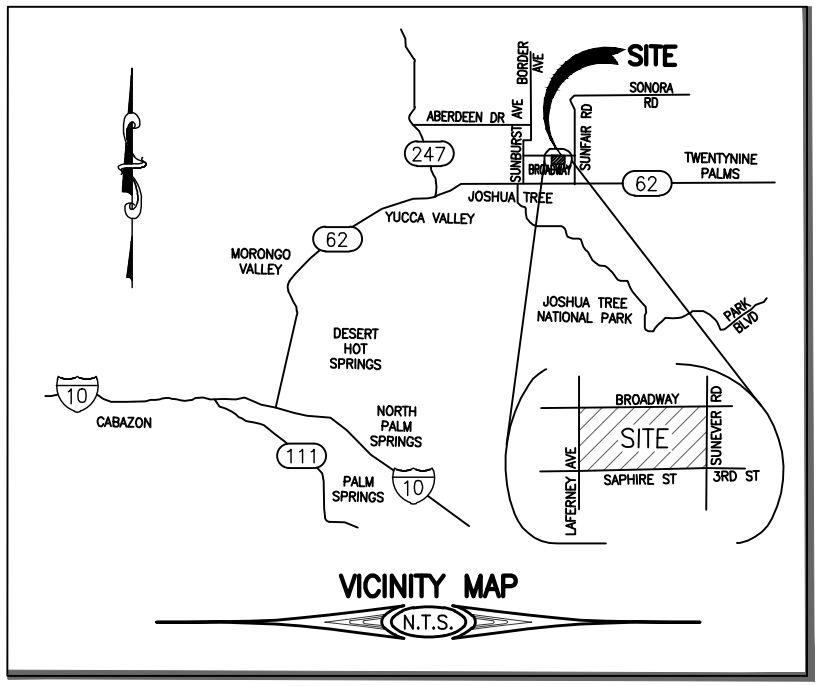 SITE
BORDER
AVE
SONORA
RD
ABERDEEN DR
SUNBURST AVE
SUNFAIR RD
247
BROADWAY
TWENTYNINE
PALMS
62
JOSHUA TREE
YUCCA VALLEY
62
MORONGO
VALLEY
JOSHUA TREE
NATIONAL PARK
PARK
BLVD
DESERT
HOT
SPRINGS
10
CABAZON
NORTH
PALM
SPRINGS
111
PALM
SPRINGS
10
BROADWAY
SUNEVER RD
SITE
LAFERNEY AVE
SAPHIRE ST
3RD ST
VICINITY MAP
N.T.S.